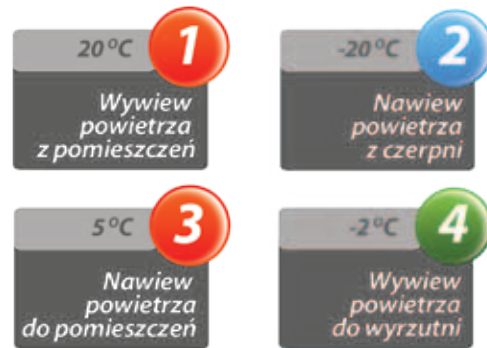 20 °C 1
Wywiew
powietrza
z pomieszczeń
-20 °C 2
Nawiew
powietrza
z czerpni
5 °C 3
Nawiew
powietrza
do pomieszczeń
-2 °C 4
Wywiew
powietrza
do wyrzutni